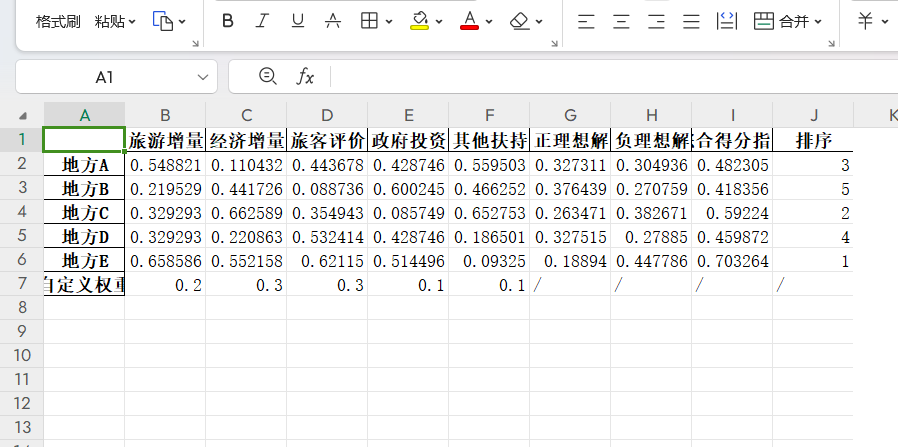 格式刷 粘贴 B I U A A 合并 ￥
A1 fx
A B C D E F G H I J K
1 旅游增量 经济增量 旅客评价 政府投资 其他扶持 正理想解 负理想解 合得分指 排序
2 地方A 0.548821 0.110432 0.443678 0.428746 0.559503 0.327311 0.304936 0.482305 3
3 地方B 0.219529 0.441726 0.088736 0.600245 0.466252 0.376439 0.270759 0.418356 5
4 地方C 0.329293 0.662589 0.354943 0.085749 0.652753 0.263471 0.382671 0.59224 2
5 地方D 0.329293 0.220863 0.532414 0.428746 0.186501 0.327515 0.27885 0.459872 4
6 地方E 0.658586 0.552158 0.62115 0.514496 0.09325 0.18894 0.447786 0.703264 1
7 自定义权重 0.2 0.3 0.3 0.1 0.1 / / / /
8
9
10
11
12
13